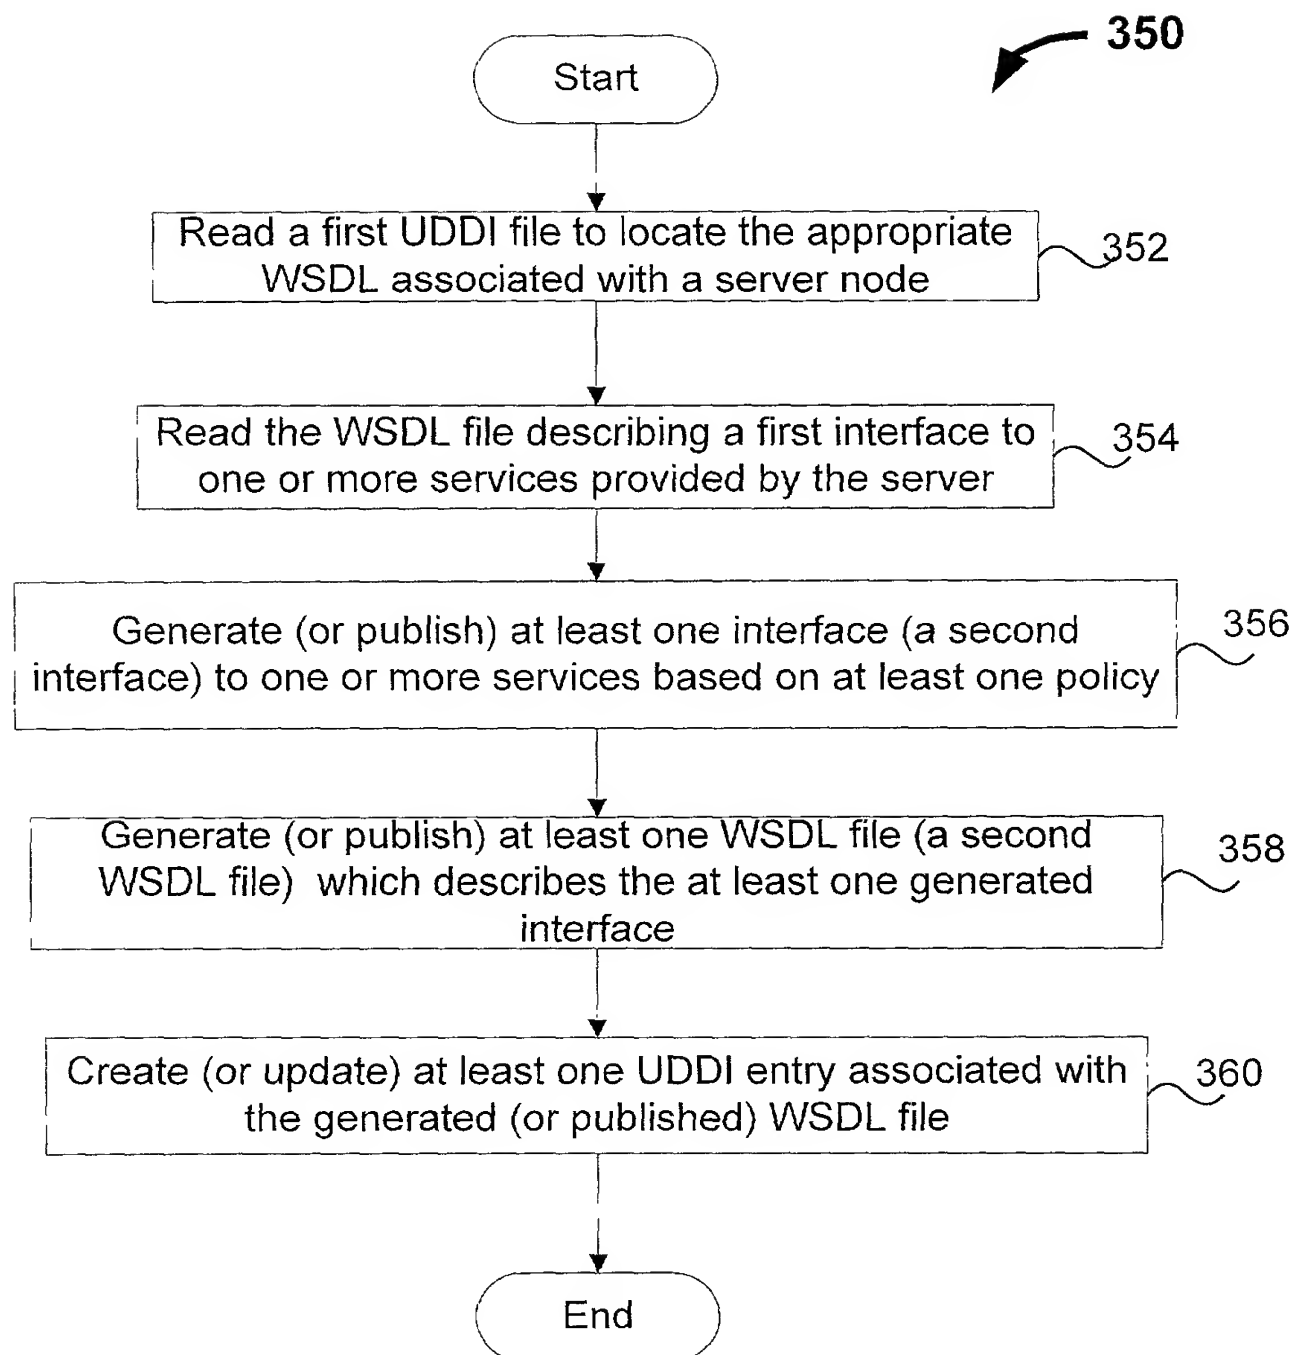 350
Start
Read a first UDDI file to locate the appropriate
WSDL associated with a server node
352
Read the WSDL file describing a first interface to
one or more services provided by the server
354
Generate (or publish) at least one interface (a second
interface) to one or more services based on at least one policy
356
Generate (or publish) at least one WSDL file (a second
WSDL file)  which describes the at least one generated
interface
358
Create (or update) at least one UDDI entry associated with
the generated (or published) WSDL file
360
End